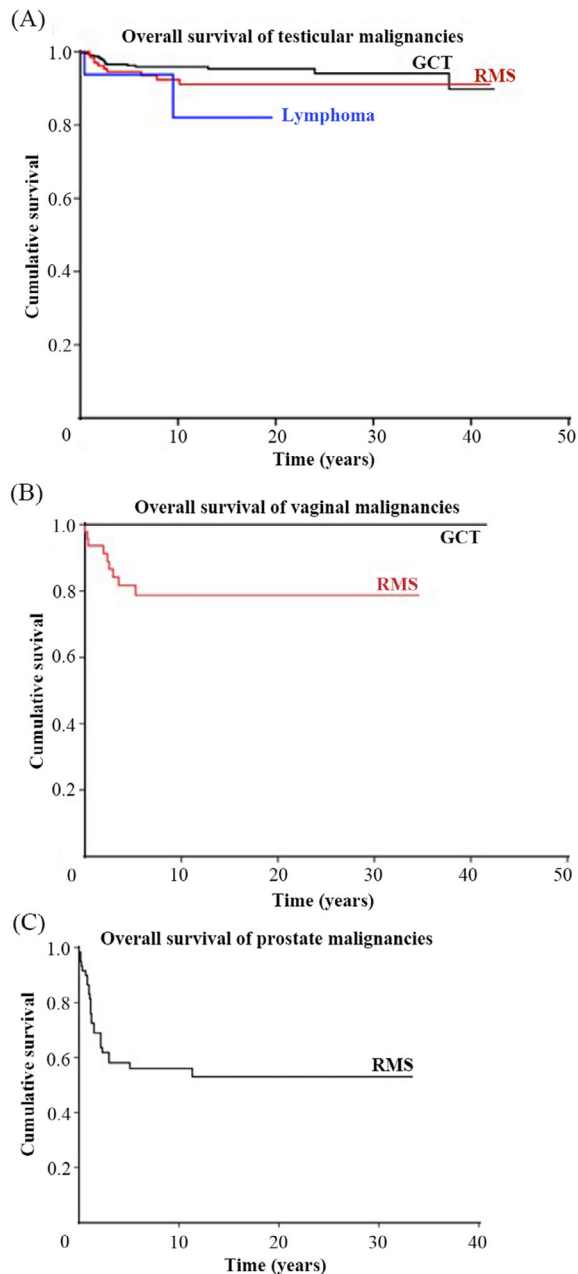 (A)
Overall survival of testicular malignancies
1.0
GCT
RMS
Lymphoma
0.8
0.6
0.4
0.2
Cumulative survival
0
10
20
30
40
50
Time (years)
(B)
Overall survival of vaginal malignancies
1.0
GCT
RMS
0.8
0.6
0.4
0.2
Cumulative suvival
0
10
20
30
40
50
Time (years)
(C)
Overall survival of prostate malignancies
1.0
0.8
0.6
RMS
0.4
0.2
Cumulative survival
0
10
20
30
40
Time (years)